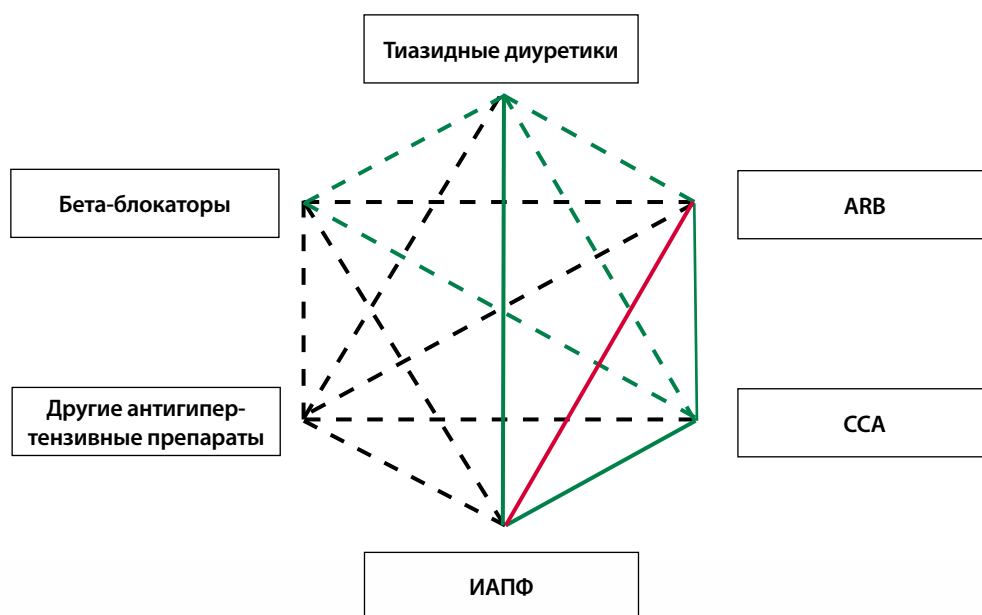 Тиазидные диуретики
Бета-блокаторы
ARB
Другие антигипер-
тензивные препараты
CCA
ИАПФ